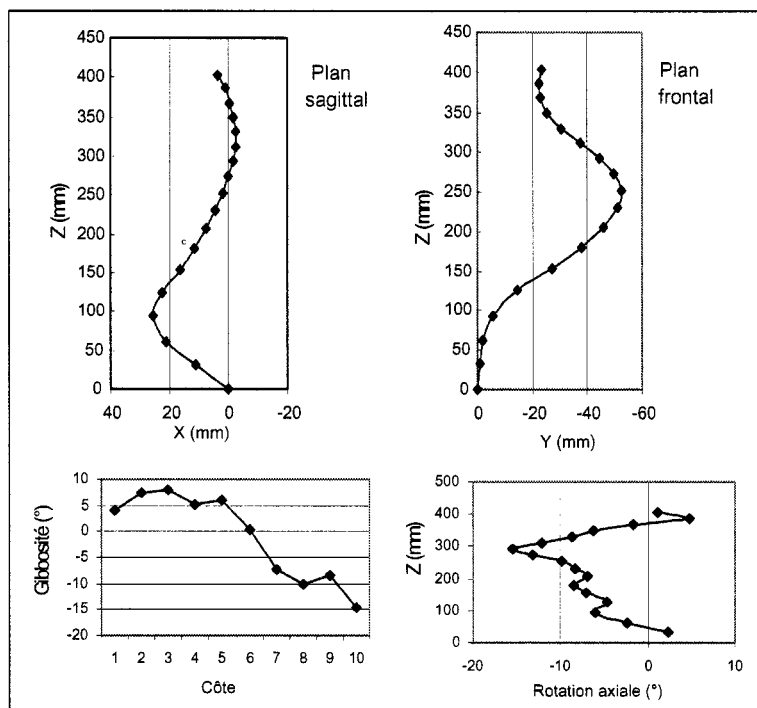 450
400
350
300
250
200
150
100
50
0
Z (mm)
Plan
sagittal
c
40 20 0 -20
X (mm)
450
400
350
300
250
200
150
100
50
0
Z (mm)
Plan
frontal
0 -20 -40 -60
Y (mm)
10
5
0
-5
-10
-15
-20
Gibbosité (°)
1 2 3 4 5 6 7 8 9 10
Côte
500
400
300
200
100
0
Z (mm)
-20 -10 0 10
Rotation axiale (°)